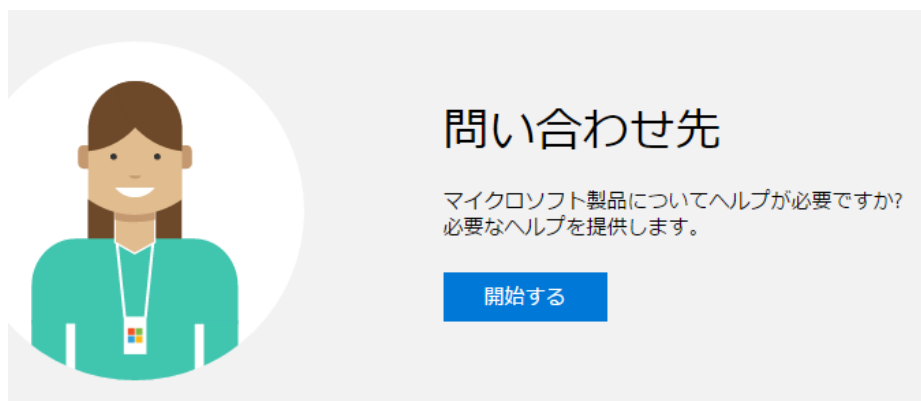 問い合わせ先
マイクロソフト製品についてヘルプが必要ですか?
必要なヘルプを提供します。
開始する